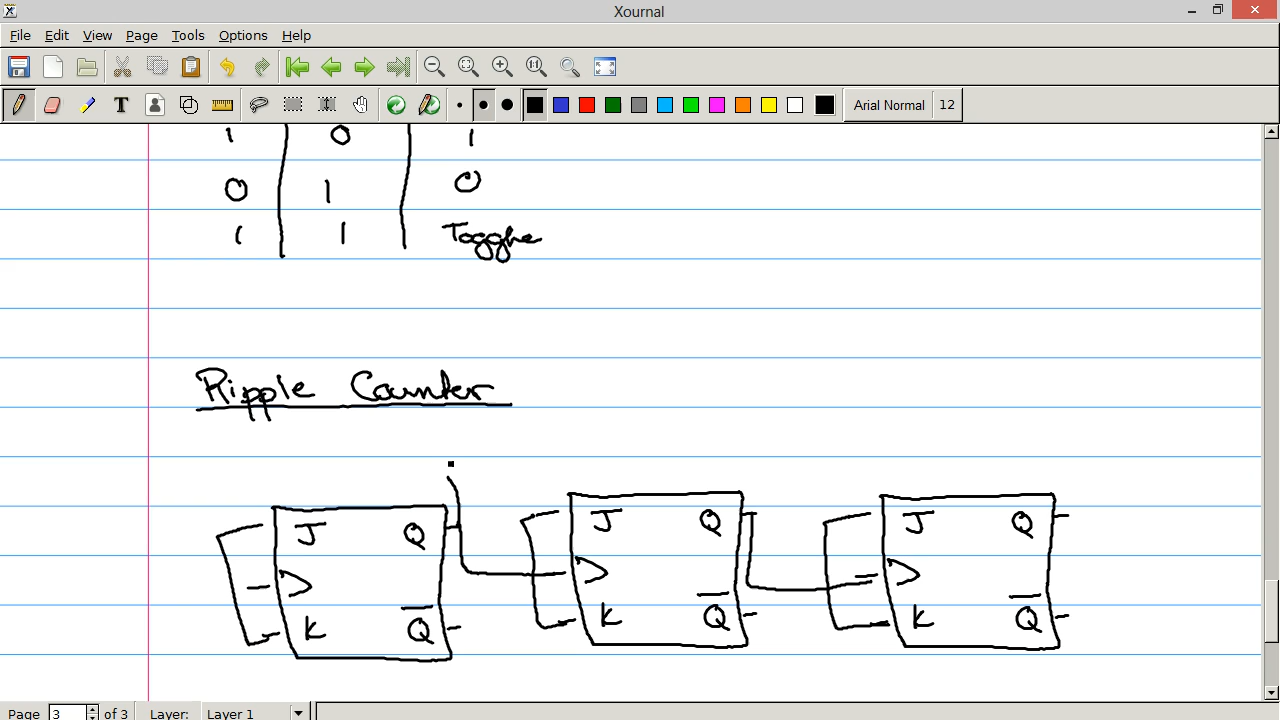 Xournal
File Edit View Page Tools Options Help
T Arial Normal 12
1 0 1
0 1 0
1 1 Toggle
Ripple Counter
J Q J Q J Q
K Q̅ K Q̅ K Q̅
Page 3 of 3 Layer: Layer 1